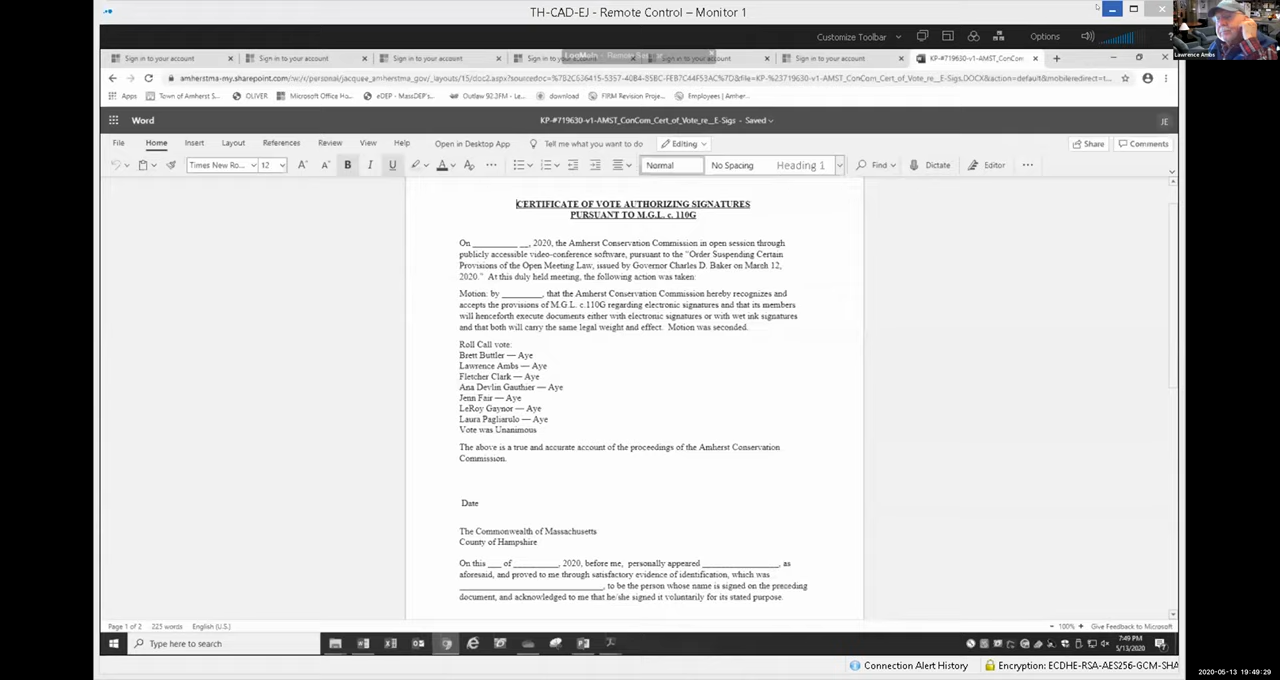 TH-CAD-EJ - Remote Control – Monitor 1
Lawrence Ambs
Customize Toolbar Options
Sign in to your account Sign in to your account Sign in to your account Sign in to your account Sign in to your account KP-#719630-v1-AMST_ConCom
Apps Town of Amherst S... OLIVER Microsoft Office Ho... eDEP - MassDEP's... Outlaw 92.3FM - Le... download FIRM Revision Proje... Employees | Amher...
Word KP-#719630-v1-AMST_ConCom_Cert_of_Vote_re__E-Sigs - Saved JE
File Home Insert Layout References Review View Help Open in Desktop App Tell me what you want to do Editing Share Comments
Times New Ro... 12 B I U A Normal No Spacing Heading 1 Find Dictate Editor
CERTIFICATE OF VOTE AUTHORIZING SIGNATURES
PURSUANT TO M.G.L. c. 110G
On __________ __, 2020, the Amherst Conservation Commission in open session through
publicly accessible video-conference software, pursuant to the "Order Suspending Certain
Provisions of the Open Meeting Law, issued by Governor Charles D. Baker on March 12,
2020." At this duly held meeting, the following action was taken:
Motion: by _________, that the Amherst Conservation Commission hereby recognizes and
accepts the provisions of M.G.L. c.110G regarding electronic signatures and that its members
will henceforth execute documents either with electronic signatures or with wet ink signatures
and that both will carry the same legal weight and effect. Motion was seconded.
Roll Call vote:
Brett Buttler — Aye
Lawrence Ambs — Aye
Fletcher Clark — Aye
Ana Devlin Gauthier — Aye
Jenn Fair — Aye
LeRoy Gaynor — Aye
Laura Pagliarulo — Aye
Vote was Unanimous
The above is a true and accurate account of the proceedings of the Amherst Conservation
Commission.
Date
The Commonwealth of Massachusetts
County of Hampshire
On this ___ of __________, 2020, before me, personally appeared _________________, as
aforesaid, and proved to me through satisfactory evidence of identification, which was
________________________________, to be the person whose name is signed on the preceding
document, and acknowledged to me that he/she signed it voluntarily for its stated purpose.
Page 1 of 2 225 words English (U.S.) 100% Give Feedback to Microsoft
Type here to search 7:49 PM
5/13/2020
Connection Alert History Encryption: ECDHE-RSA-AES256-GCM-SHA
2020-05-13 19:49:29